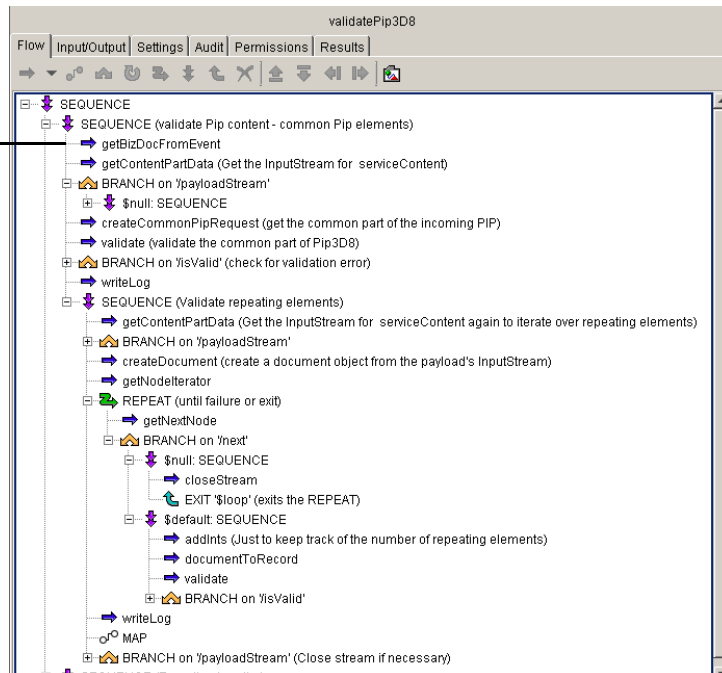 validatePip3D8
Flow Input/Output Settings Audit Permissions Results
SEQUENCE
SEQUENCE (validate Pip content - common Pip elements)
getBizDocFromEvent
getContentPartData (Get the InputStream for serviceContent)
BRANCH on '/payloadStream'
$null: SEQUENCE
createCommonPipRequest (get the common part of the incoming PIP)
validate (validate the common part of Pip3D8)
BRANCH on '/isValid' (check for validation error)
writeLog
SEQUENCE (Validate repeating elements)
getContentPartData (Get the InputStream for serviceContent again to iterate over repeating elements)
BRANCH on '/payloadStream'
createDocument (create a document object from the payload's InputStream)
getNodeIterator
REPEAT (until failure or exit)
getNextNode
BRANCH on '/next'
$null: SEQUENCE
closeStream
EXIT '$loop' (exits the REPEAT)
$default: SEQUENCE
addInts (Just to keep track of the number of repeating elements)
documentToRecord
validate
BRANCH on '/isValid'
writeLog
MAP
BRANCH on '/payloadStream' (Close stream if necessary)